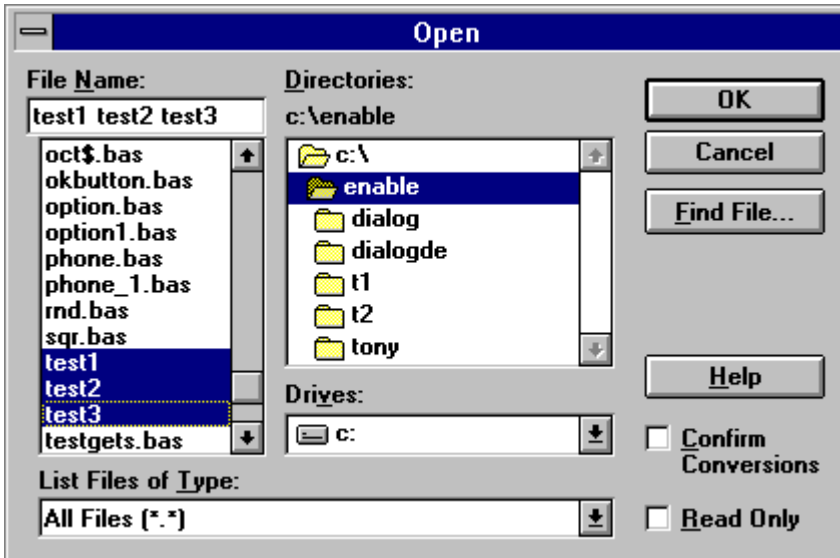 Open
File Name:
test1 test2 test3
oct$.bas
okbutton.bas
option.bas
option1.bas
phone.bas
phone_1.bas
rnd.bas
sqr.bas
test1
test2
test3
testgets.bas
List Files of Type:
All Files (*.*)
Directories:
c:\enable
c:\
enable
dialog
dialogde
t1
t2
tony
Drives:
c:
OK
Cancel
Find File...
Help
Confirm
Conversions
Read Only